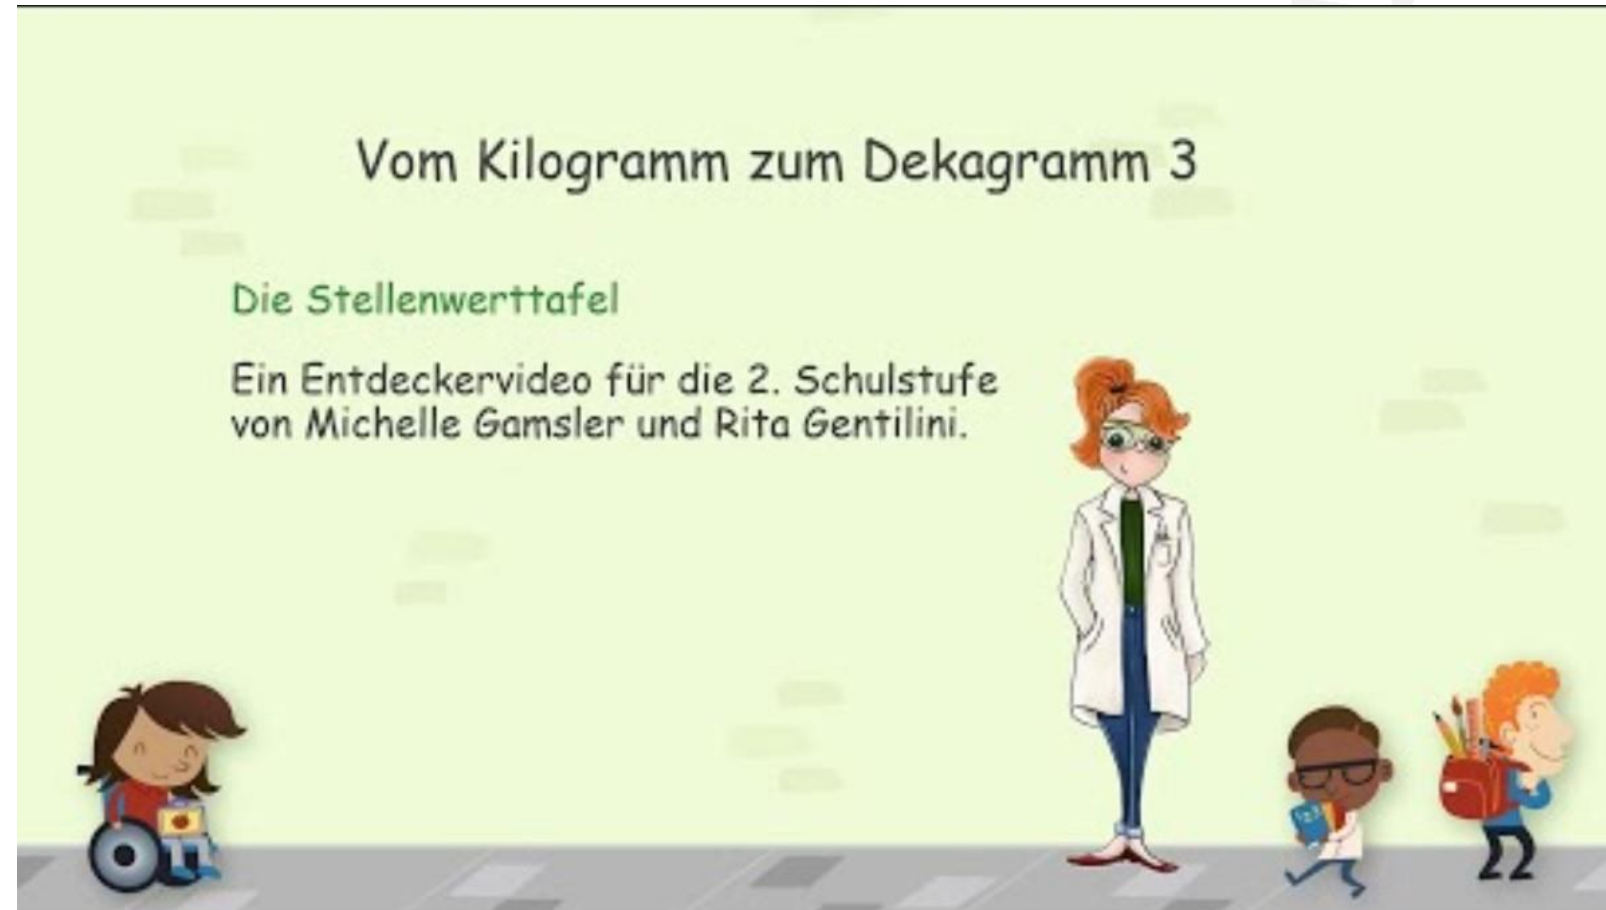 Vom Kilogramm zum Dekagramm 3
Die Stellenwerttafel
Ein Entdeckervideo für die 2. Schulstufe
von Michelle Gamsler und Rita Gentilini.